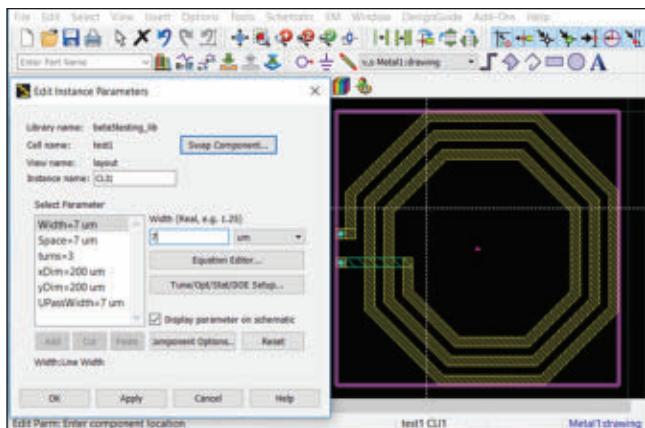 File Edit Select View Insert Options Tools Schematic EM Window DesignGuide Add-Ons Help
Enter Part Name
v,s Metal1:drawing
Edit Instance Parameters
Library name:
Cell name: test1
Swap Component...
View name: layout
Instance name: CLI1
Select Parameter
Width (Real, e.g. 1.25)
Width=7 um
7
um
Space=7 um
turns=3
Equation Editor...
xDim=200 um
yDim=200 um
Tune/Opt/Stat/DOE Setup...
UPassWidth=7 um
Display parameter on schematic
Add
Cut
Paste
omponent Options...
Reset
Width:Line Width
OK
Apply
Cancel
Help
Edit Parm: Enter component location
test1 CLI1
Metal1:drawing